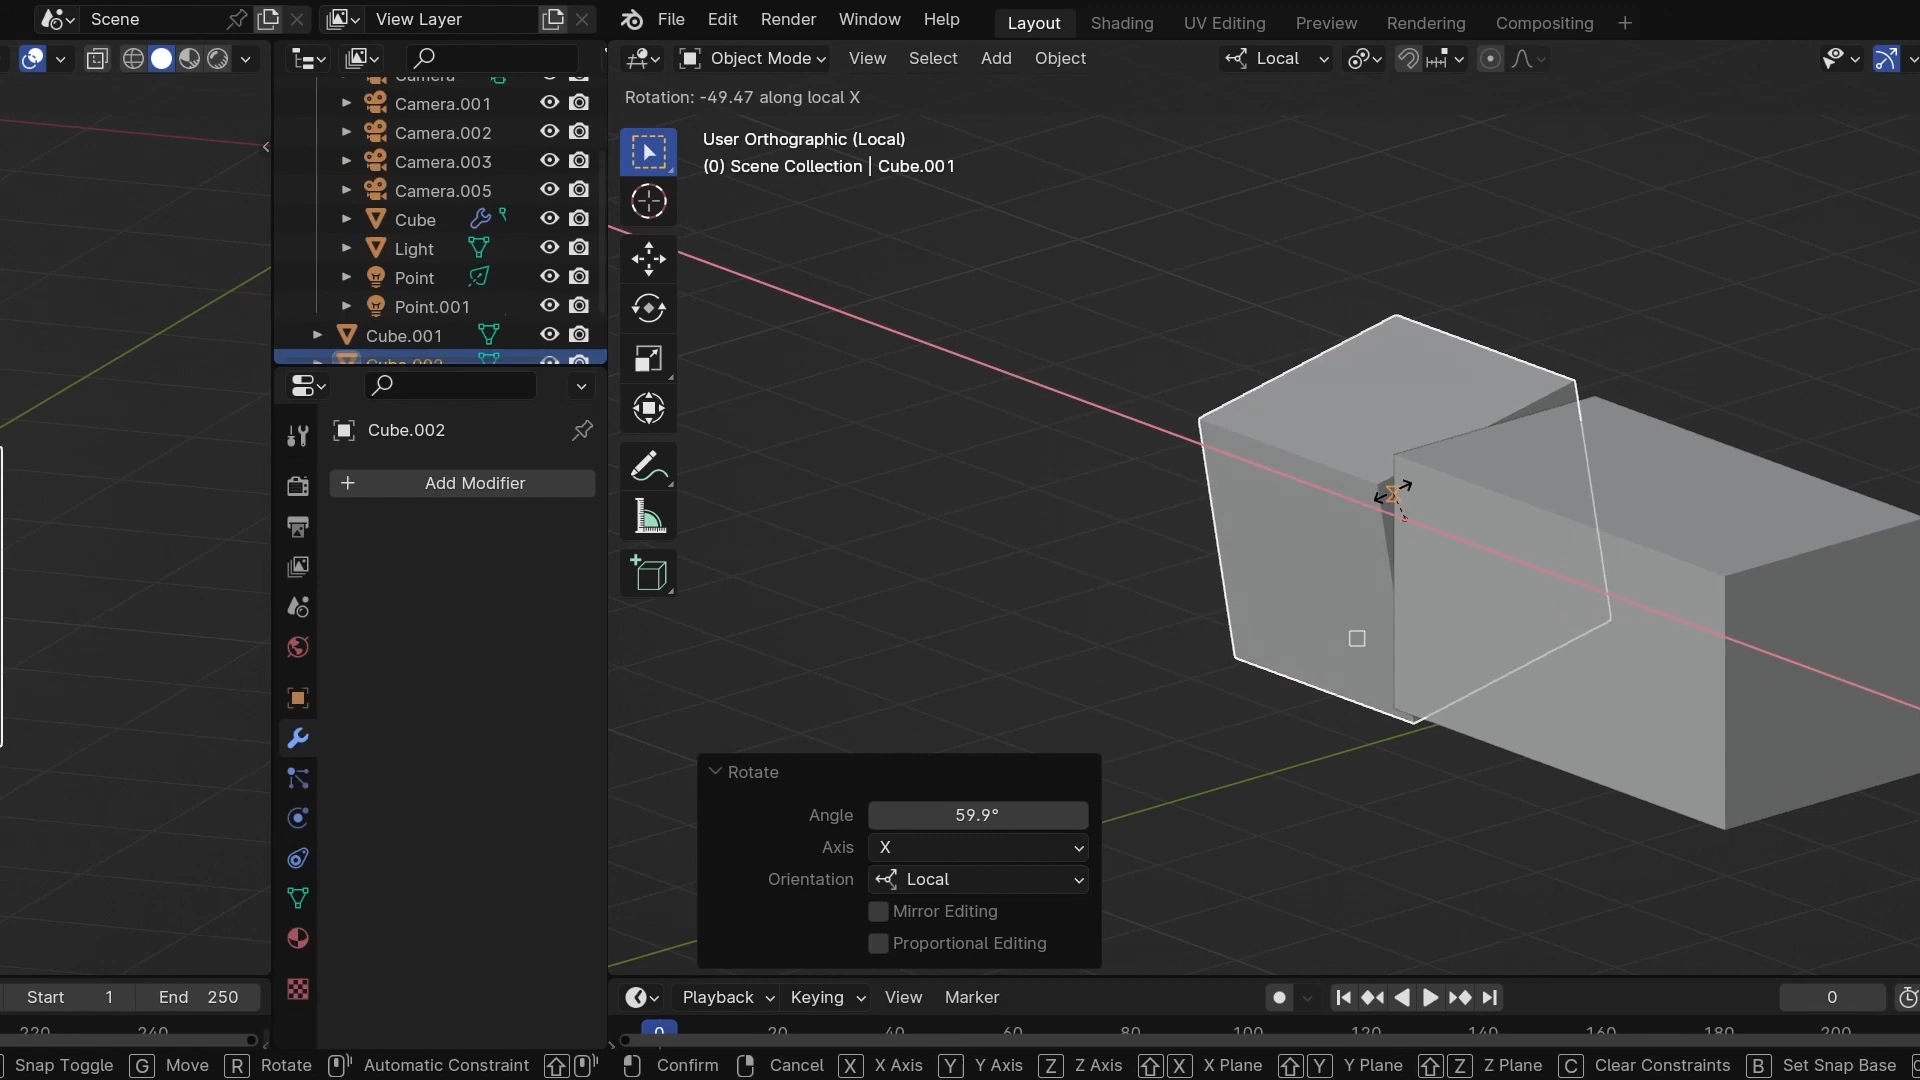 Scene
View Layer
File Edit Render Window Help
Layout Shading UV Editing Preview Rendering Compositing
Object Mode View Select Add Object
Local
Rotation: -49.47 along local X
User Orthographic (Local)
(0) Scene Collection | Cube.001
Camera
Camera.001
Camera.002
Camera.003
Camera.005
Cube
Light
Point
Point.001
Cube.001
Cube.002
Cube.002
Add Modifier
Rotate
Angle 59.9°
Axis X
Orientation Local
Mirror Editing
Proportional Editing
Start 1 End 250
Playback Keying View Marker
0
220 240
0 20 40 60 80 100 120 140 160 180 200
Snap Toggle G Move R Rotate Automatic Constraint Confirm Cancel X X Axis Y Y Axis Z Z Axis X X Plane Y Y Plane Z Z Plane C Clear Constraints B Set Snap Base